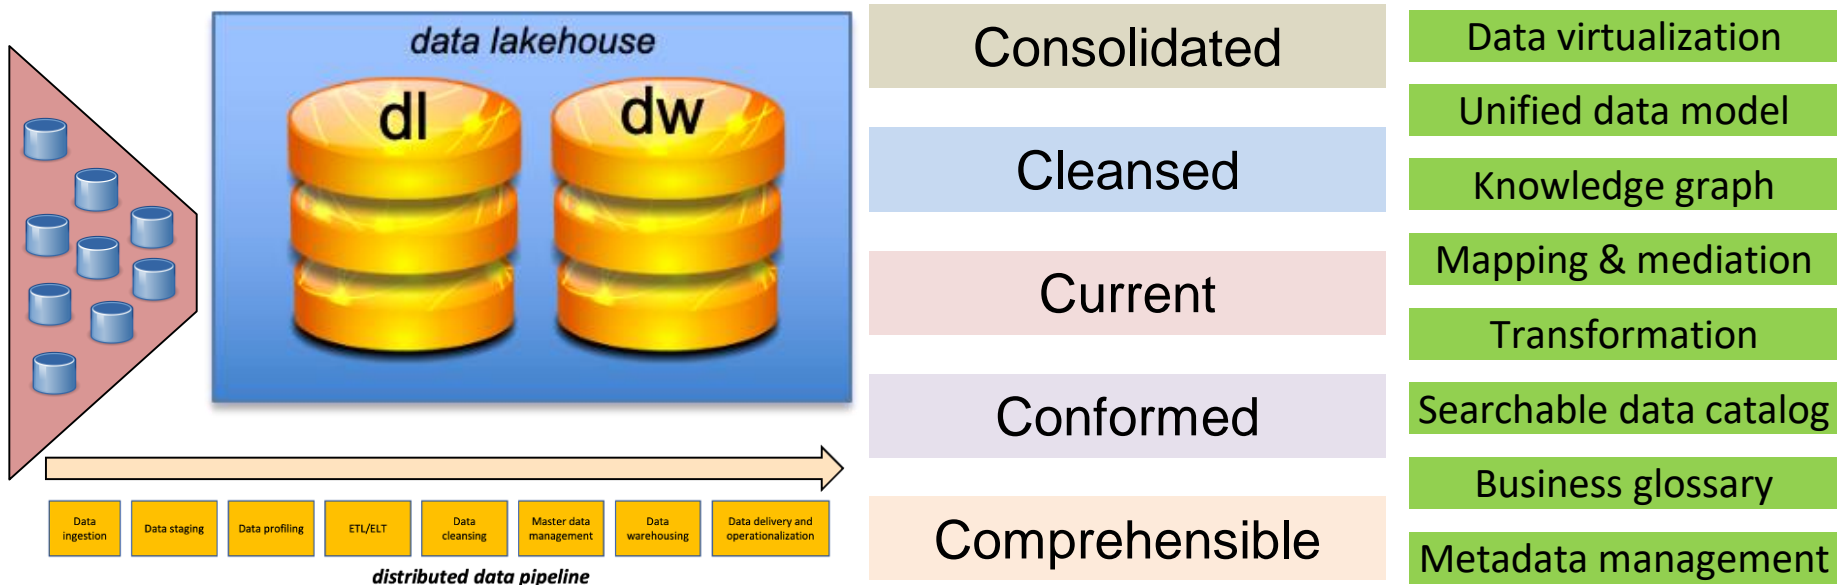 data lakehouse
dl
dw
Data
ingestion
Data staging
Data profiling
ETL/ELT
Data
cleansing
Master data
management
Data
warehousing
Data delivery and
operationalization
distributed data pipeline
Consolidated
Cleansed
Current
Conformed
Comprehensible
Data virtualization
Unified data model
Knowledge graph
Mapping & mediation
Transformation
Searchable data catalog
Business glossary
Metadata management